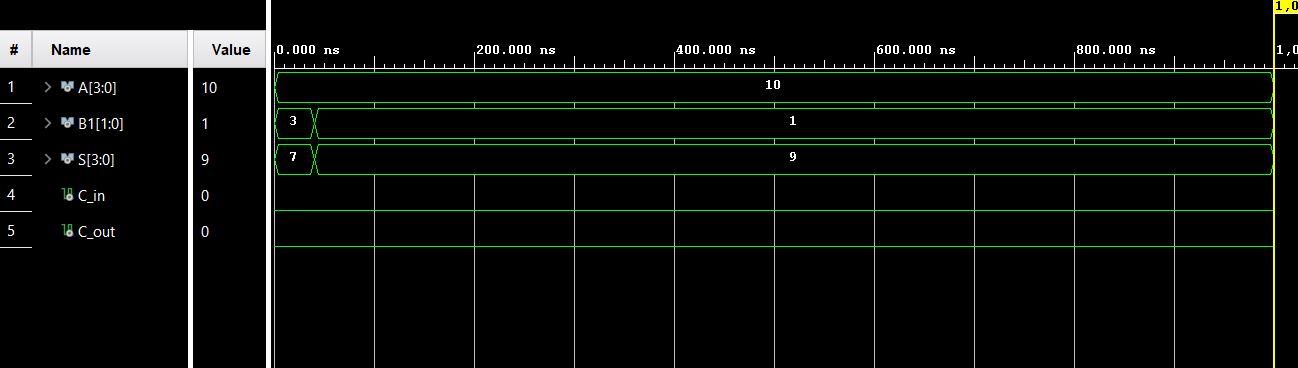 1,0
# Name Value 0.000 ns 200.000 ns 400.000 ns 600.000 ns 800.000 ns 1,0
1 A[3:0] 10 10
2 B1[1:0] 1 3 1
3 S[3:0] 9 7 9
4 C_in 0
5 C_out 0